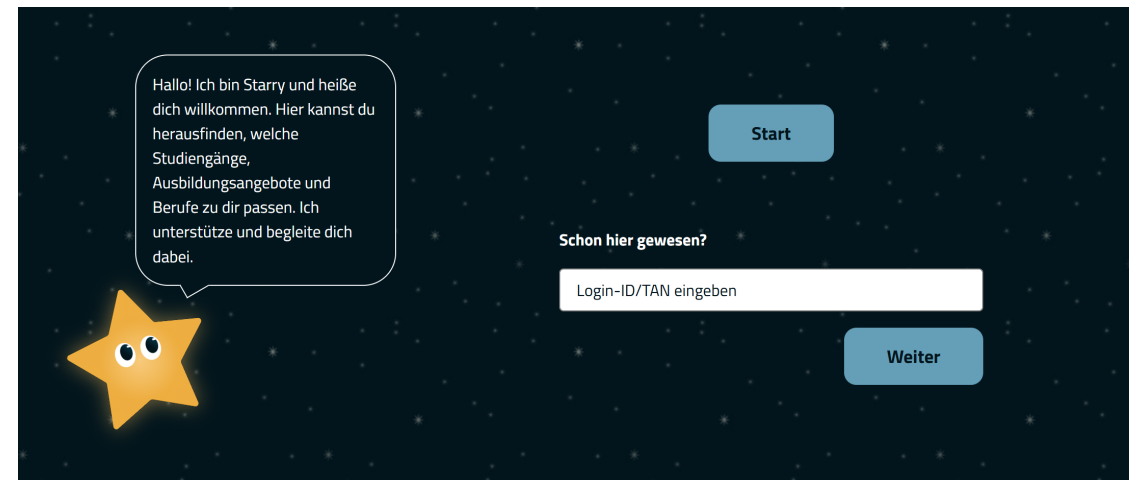 Hallo! Ich bin Starry und heiße
dich willkommen. Hier kannst du
herausfinden, welche
Studiengänge,
Ausbildungsangebote und
Berufe zu dir passen. Ich
unterstütze und begleite dich
dabei.
Start
Schon hier gewesen?
Login-ID/TAN eingeben
Weiter